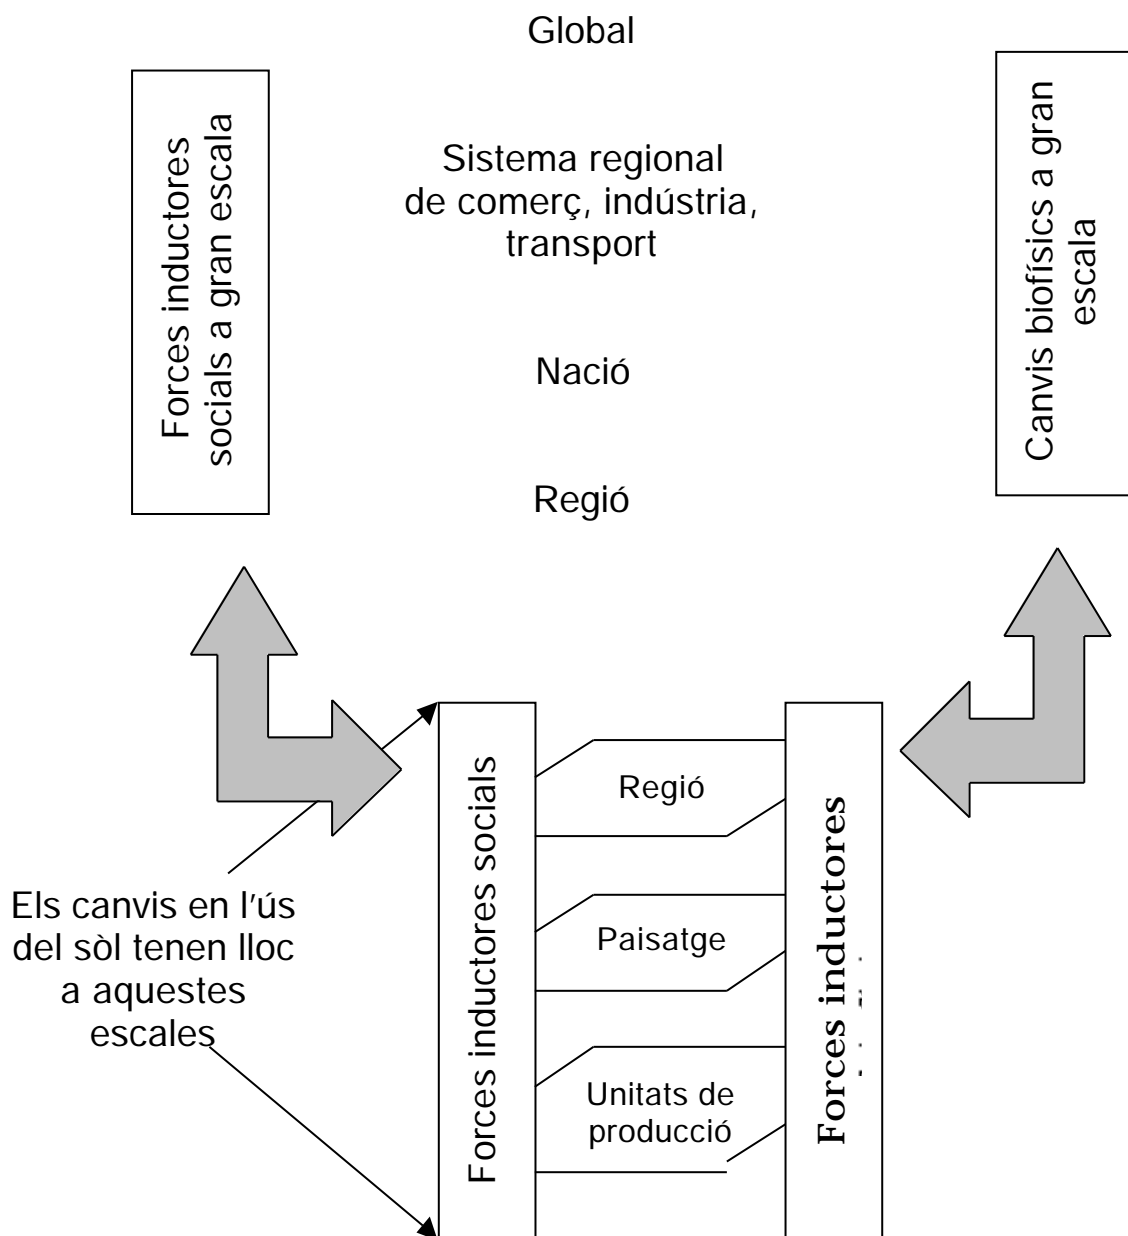 Global
Forces inductores
socials a gran escala
Sistema regional
de comerç, indústria,
transport
Canvis biofísics a gran
escala
Nació
Regió
Els canvis en l'ús
del sòl tenen lloc
a aquestes
escales
Forces inductores socials
Regió
Paisatge
Unitats de
producció
Forces inductores